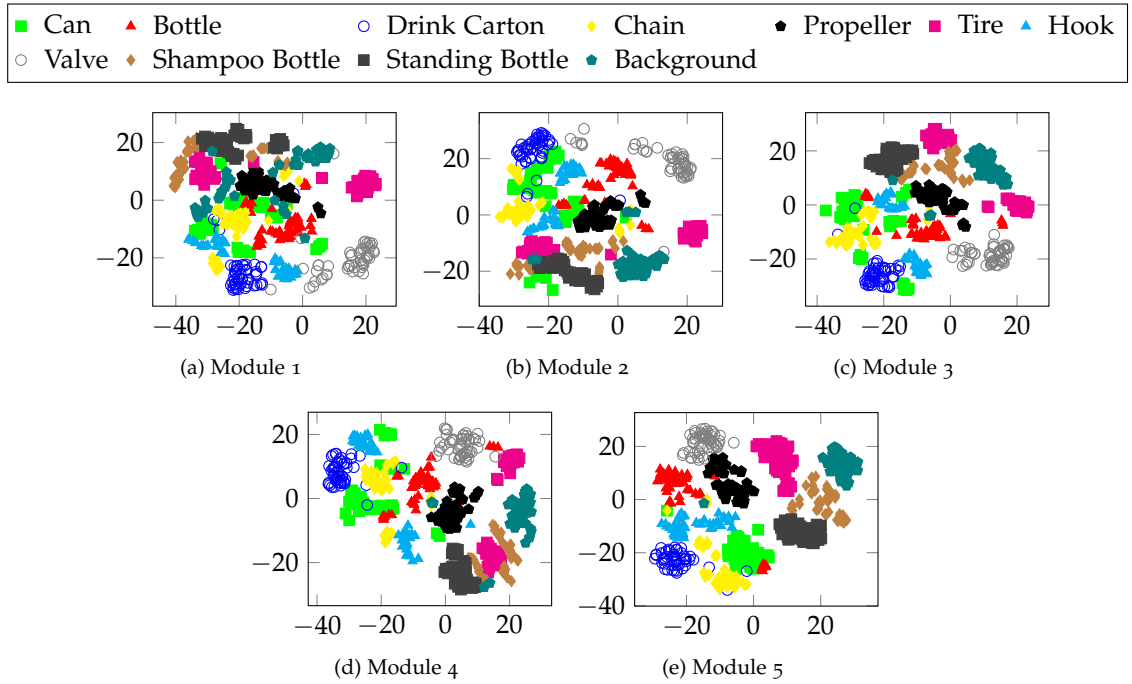 Can Bottle Drink Carton Chain Propeller Tire Hook
Valve Shampoo Bottle Standing Bottle Background
20
0
−20
−40 −20 0 20
(a) Module 1
20
0
−20
−40 −20 0 20
(b) Module 2
20
0
−20
−40 −20 0 20
(c) Module 3
20
0
−20
−40 −20 0 20
(d) Module 4
20
0
−20
−40
−40 −20 0 20
(e) Module 5